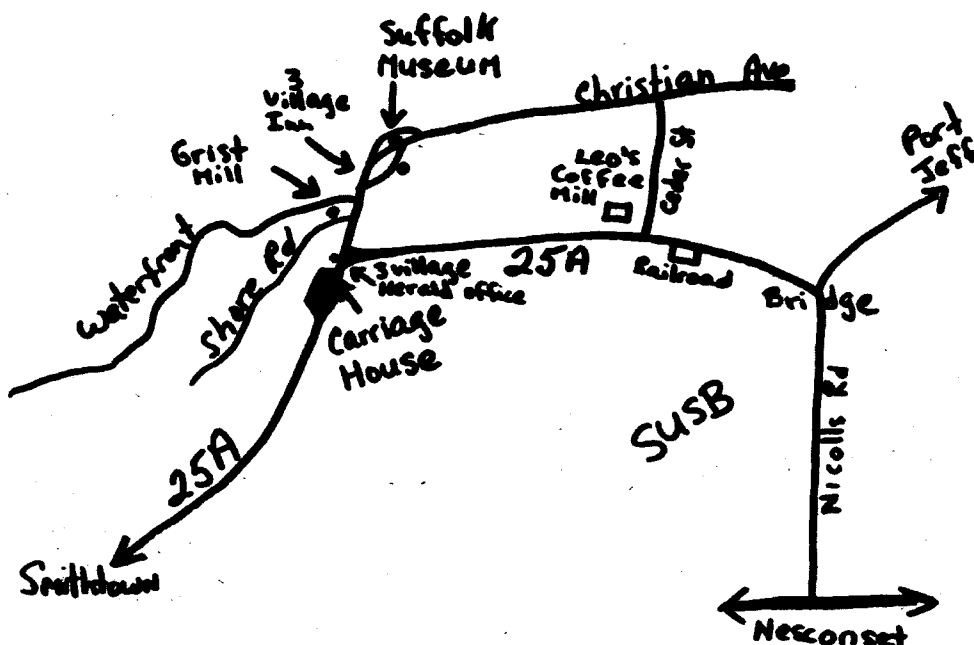 Suffolk
Museum
3
Village
Inn
Christian Ave
Grist
Mill
Port
Jeff
Leo's
Coffee
Mill
Cedar St
Waterfront
Shore Rd
25A
Railroad
3 Village
Herald office
Bridge
Carriage
House
SUSB
Nicolls Rd
25A
Smithtown
Nesconset